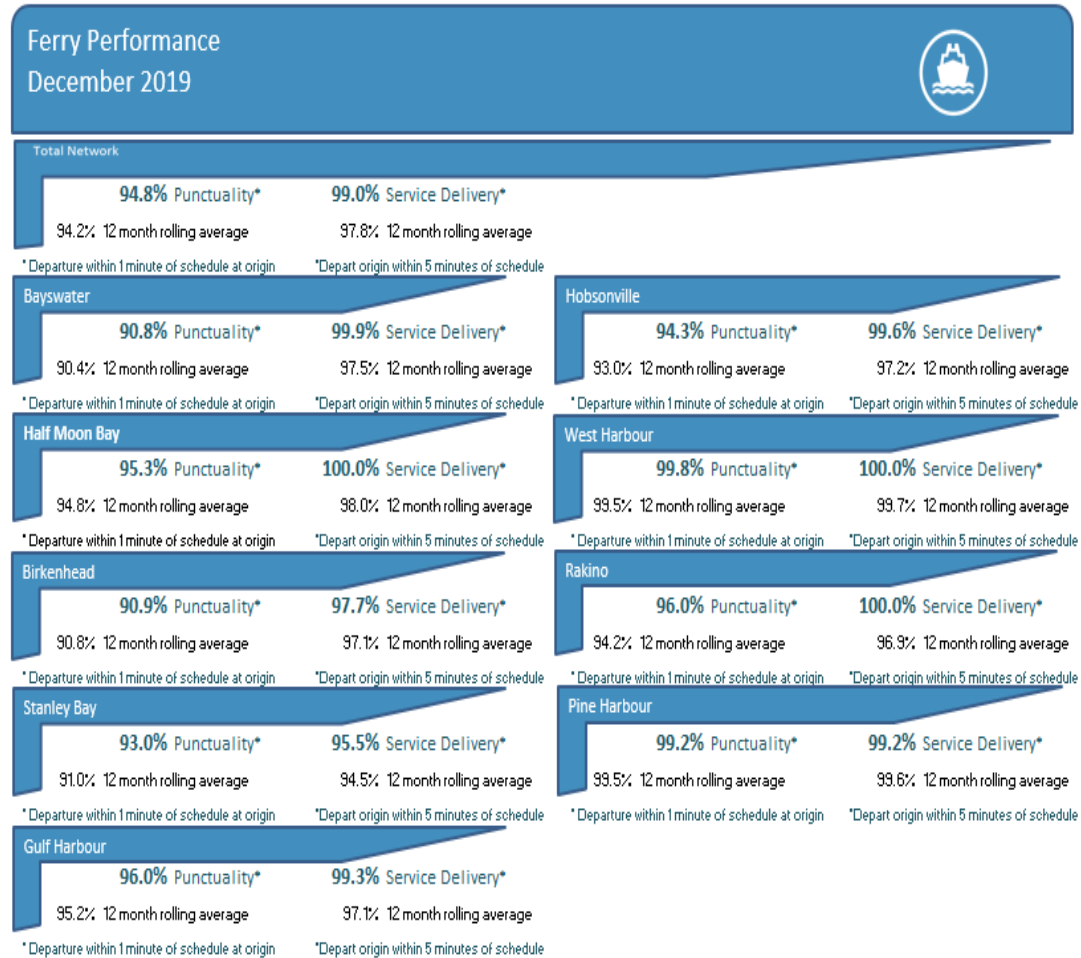 Ferry Performance
December 2019
Total Network
94.8% Punctuality* 99.0% Service Delivery*
94.2% 12 month rolling average 97.8% 12 month rolling average
* Departure within 1 minute of schedule at origin *Depart origin within 5 minutes of schedule
Bayswater
90.8% Punctuality* 99.9% Service Delivery*
90.4% 12 month rolling average 97.5% 12 month rolling average
* Departure within 1 minute of schedule at origin *Depart origin within 5 minutes of schedule
Hobsonville
94.3% Punctuality* 99.6% Service Delivery*
93.0% 12 month rolling average 97.2% 12 month rolling average
* Departure within 1 minute of schedule at origin *Depart origin within 5 minutes of schedule
Half Moon Bay
95.3% Punctuality* 100.0% Service Delivery*
94.8% 12 month rolling average 98.0% 12 month rolling average
* Departure within 1 minute of schedule at origin *Depart origin within 5 minutes of schedule
West Harbour
99.8% Punctuality* 100.0% Service Delivery*
99.5% 12 month rolling average 99.7% 12 month rolling average
* Departure within 1 minute of schedule at origin *Depart origin within 5 minutes of schedule
Birkenhead
90.9% Punctuality* 97.7% Service Delivery*
90.8% 12 month rolling average 97.1% 12 month rolling average
* Departure within 1 minute of schedule at origin *Depart origin within 5 minutes of schedule
Rakino
96.0% Punctuality* 100.0% Service Delivery*
94.2% 12 month rolling average 96.9% 12 month rolling average
* Departure within 1 minute of schedule at origin *Depart origin within 5 minutes of schedule
Stanley Bay
93.0% Punctuality* 95.5% Service Delivery*
91.0% 12 month rolling average 94.5% 12 month rolling average
* Departure within 1 minute of schedule at origin *Depart origin within 5 minutes of schedule
Pine Harbour
99.2% Punctuality* 99.2% Service Delivery*
99.5% 12 month rolling average 99.6% 12 month rolling average
* Departure within 1 minute of schedule at origin *Depart origin within 5 minutes of schedule
Gulf Harbour
96.0% Punctuality* 99.3% Service Delivery*
95.2% 12 month rolling average 97.1% 12 month rolling average
* Departure within 1 minute of schedule at origin *Depart origin within 5 minutes of schedule